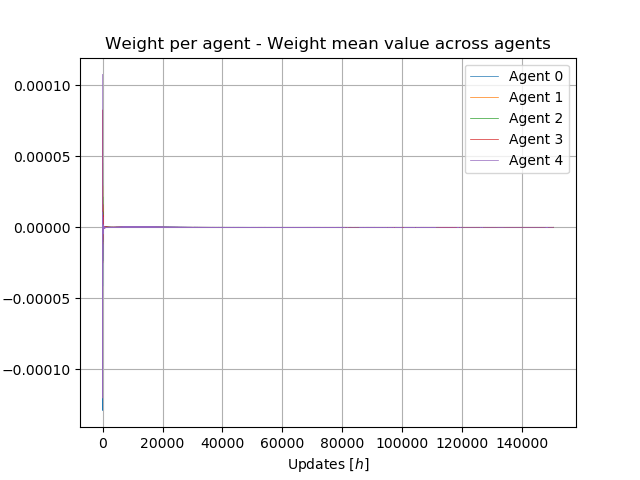 Weight per agent - Weight mean value across agents
0.00010
0.00005
0.00000
−0.00005
−0.00010
Agent 0
Agent 1
Agent 2
Agent 3
Agent 4
0 20000 40000 60000 80000 100000 120000 140000
Updates [h]